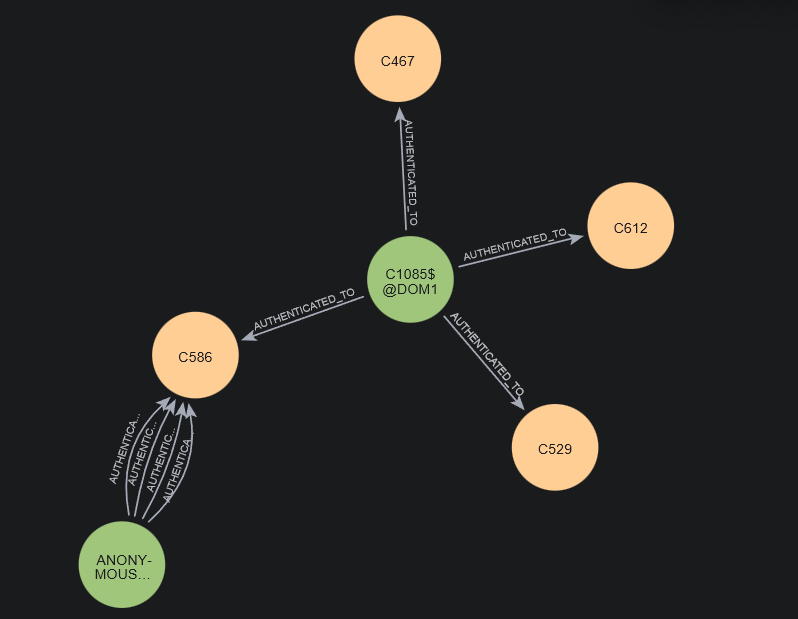 C467
AUTHENTICATED_TO
C612
AUTHENTICATED_TO
C1085$
@DOM1
AUTHENTICATED_TO
AUTHENTICATED_TO
C586
C529
AUTHENTICA...
AUTHENTIC...
AUTHENTIC...
AUTHENTICA...
ANONY-
MOUS...